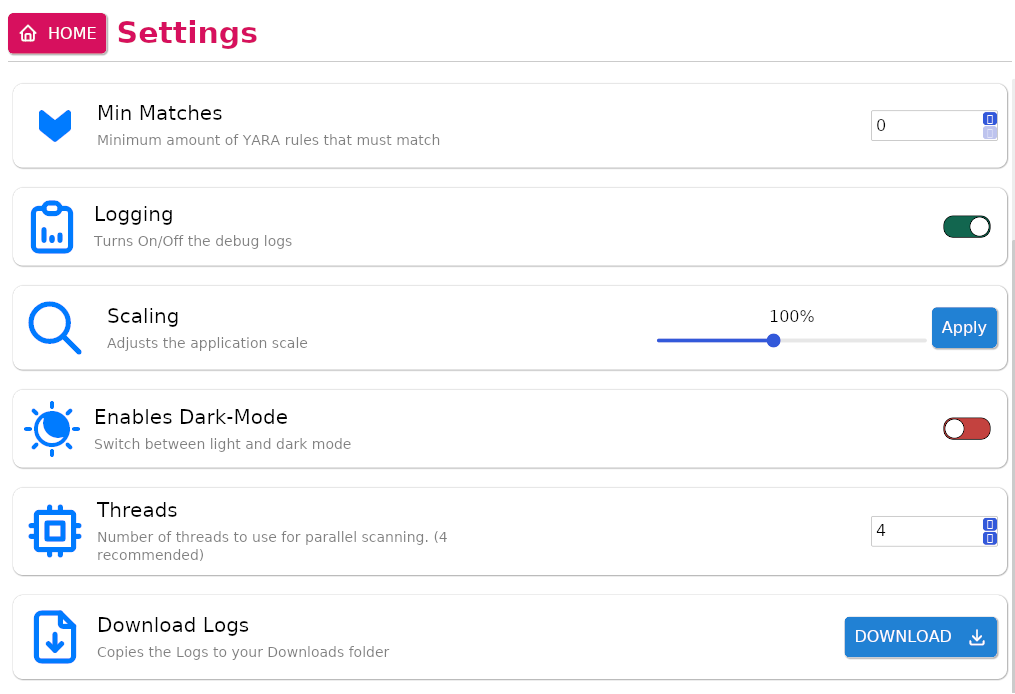 HOME Settings
Min Matches
Minimum amount of YARA rules that must match
0
Logging
Turns On/Off the debug logs
Scaling
Adjusts the application scale
100%
Apply
Enables Dark-Mode
Switch between light and dark mode
Threads
Number of threads to use for parallel scanning. (4
recommended)
4
Download Logs
Copies the Logs to your Downloads folder
DOWNLOAD